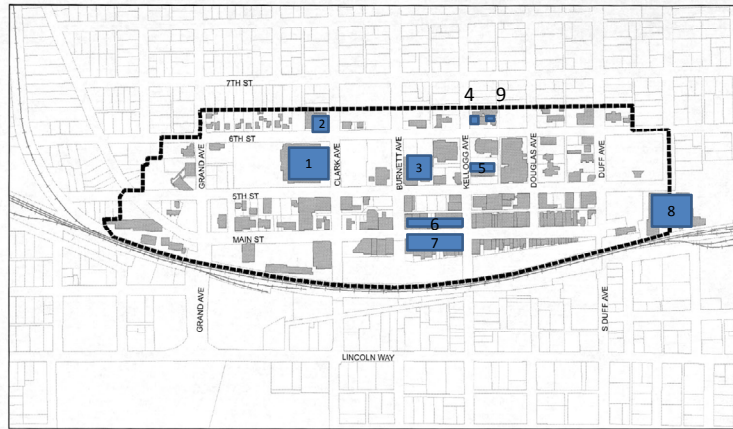 7TH ST
4 9
2
6TH ST
GRAND AVE
1
CLARK AVE
BURNETT AVE
3
KELLOGG AVE
5
DOUGLAS AVE
DUFF AVE
5TH ST
6
8
MAIN ST
7
GRAND AVE
S DUFF AVE
LINCOLN WAY